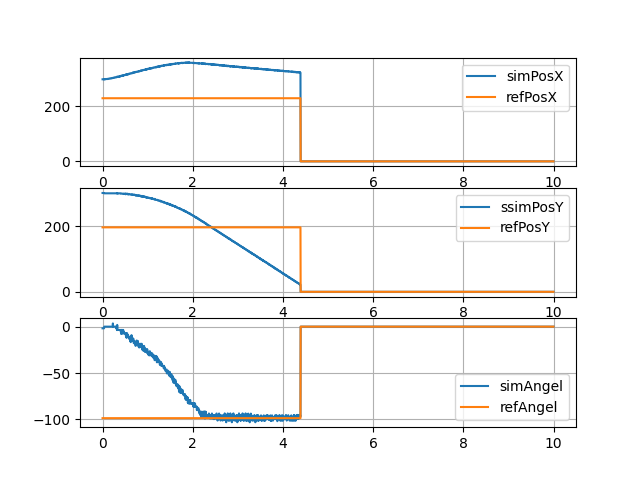 simPosX
refPosX
200
0
0 2 4 6 8 10
ssimPosY
refPosY
200
0
0 2 4 6 8 10
0
−50
−100
simAngel
refAngel
0 2 4 6 8 10